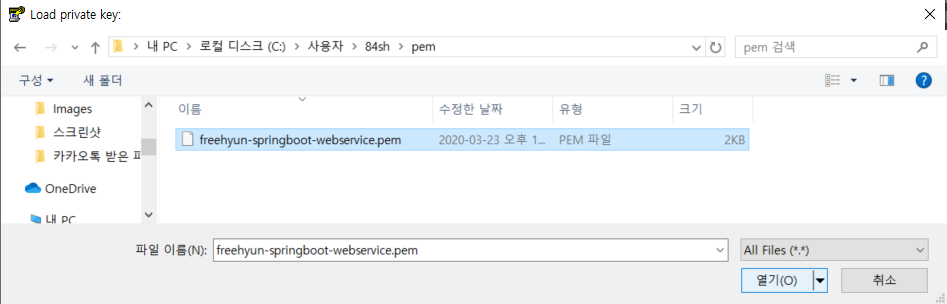 Load private key:
내 PC > 로컬 디스크 (C:) > 사용자 > 84sh > pem
pem 검색
구성
새 폴더
Images
스크린샷
카카오톡 받은 파
OneDrive
내 PC
이름
수정한 날짜
유형
크기
freehyun-springboot-webservice.pem
2020-03-23 오후 1...
PEM 파일
2KB
파일 이름(N):
freehyun-springboot-webservice.pem
All Files (*.*)
열기(O)
취소